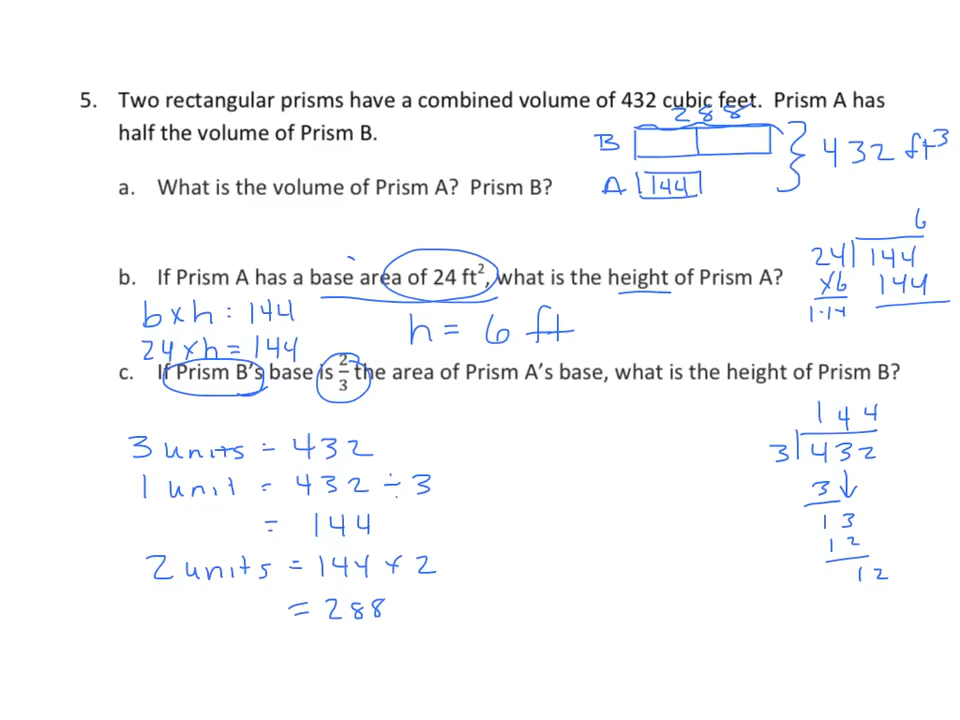 5. Two rectangular prisms have a combined volume of 432 cubic feet. Prism A has
half the volume of Prism B.
288
B
432 ft³
a. What is the volume of Prism A? Prism B?
A 144
6
24 144
b. If Prism A has a base area of 24 ft², what is the height of Prism A?
x6 144
b x h = 144
h = 6 ft
24 x h = 144
c. If Prism B's base is 2/3 the area of Prism A's base, what is the height of Prism B?
144
3 units = 432
3 432
1 unit = 432 ÷ 3
3
= 144
13
12
2 units = 144 x 2
12
= 288